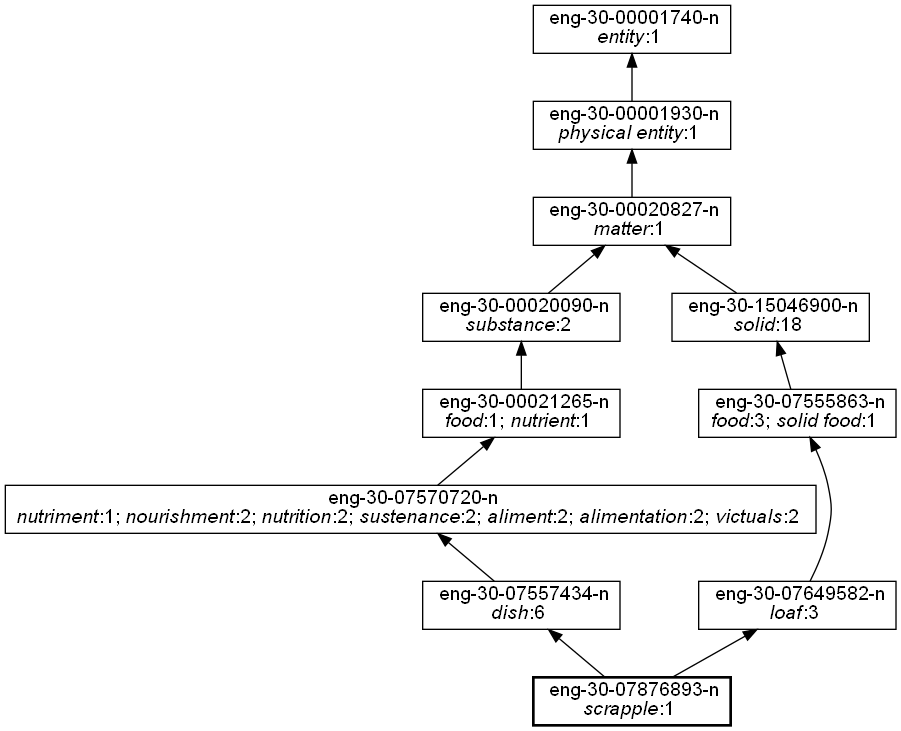 eng-30-00001740-n
entity:1
eng-30-00001930-n
physical entity:1
eng-30-00020827-n
matter:1
eng-30-00020090-n
substance:2
eng-30-15046900-n
solid:18
eng-30-00021265-n
food:1; nutrient:1
eng-30-07555863-n
food:3; solid food:1
eng-30-07570720-n
nutriment:1; nourishment:2; nutrition:2; sustenance:2; aliment:2; alimentation:2; victuals:2
eng-30-07557434-n
dish:6
eng-30-07649582-n
loaf:3
eng-30-07876893-n
scrapple:1